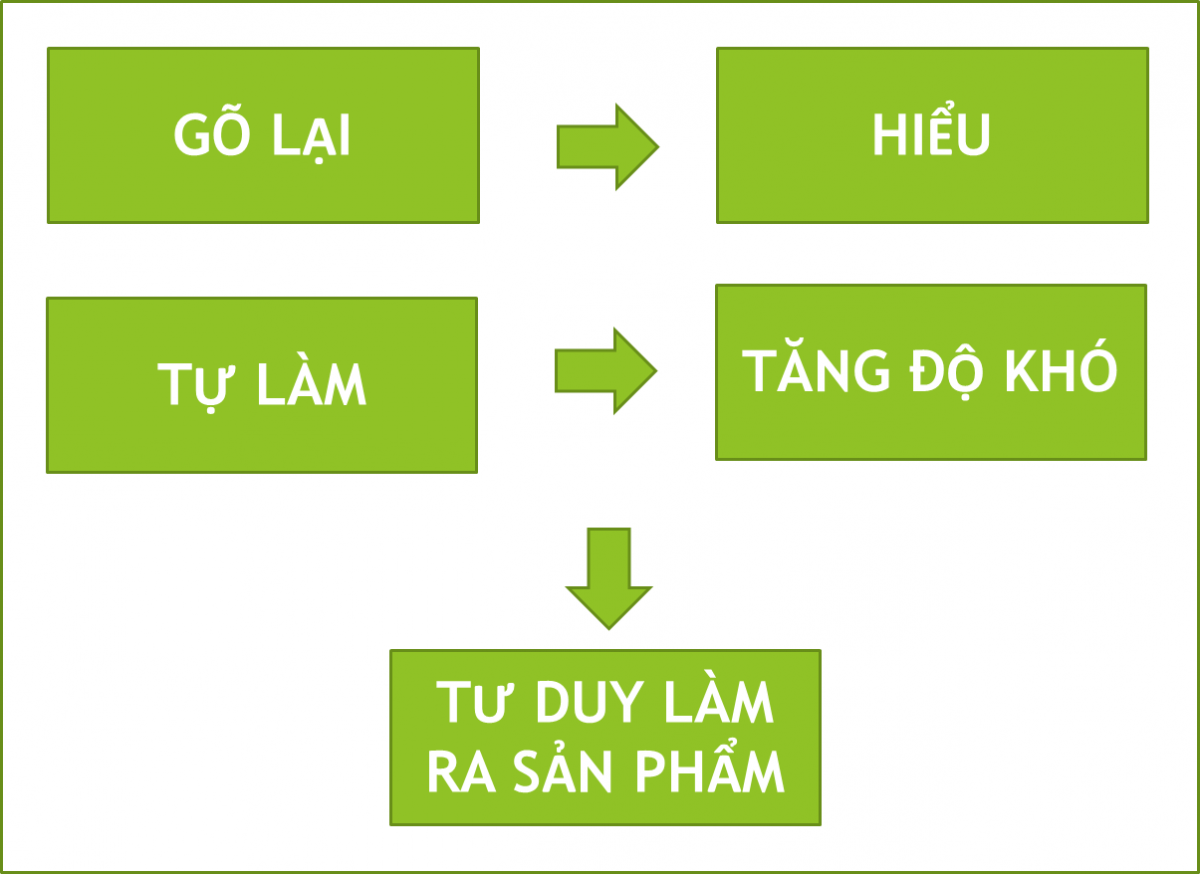 GÕ LẠI
HIỂU
TỰ LÀM
TĂNG ĐỘ KHÓ
TƯ DUY LÀM
RA SẢN PHẨM